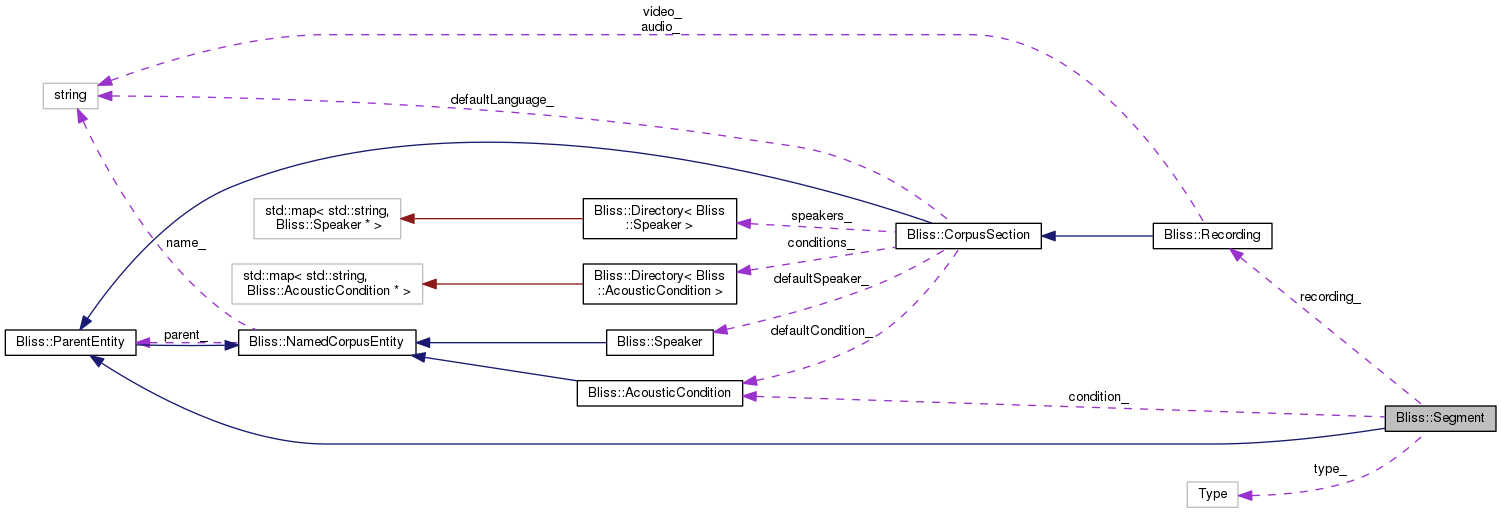 video_
audio_
string
defaultLanguage_
std::map< std::string,
Bliss::Speaker * >
Bliss::Directory< Bliss
::Speaker >
speakers_
Bliss::CorpusSection
Bliss::Recording
name_
conditions_
std::map< std::string,
Bliss::AcousticCondition * >
Bliss::Directory< Bliss
::AcousticCondition >
defaultSpeaker_
recording_
Bliss::ParentEntity
parent_
Bliss::NamedCorpusEntity
Bliss::Speaker
defaultCondition_
Bliss::AcousticCondition
condition_
Bliss::Segment
type_
Type